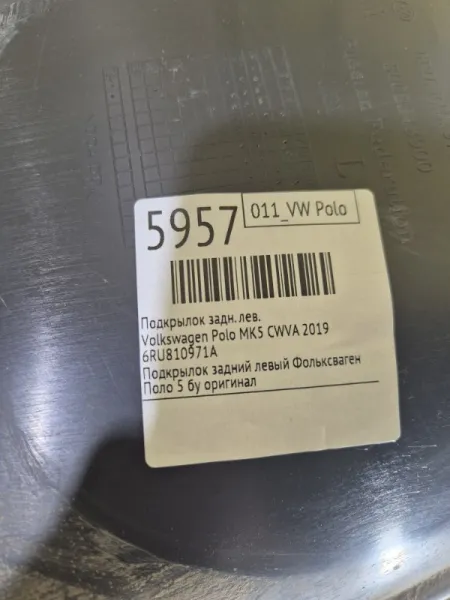 5957
011_VW Polo
Подкрылок задн. лев.
Volkswagen Polo MK5 CWVA 2019
6RU810971A
Подкрылок задний левый Фольксваген
Поло 5 бу оригинал
L